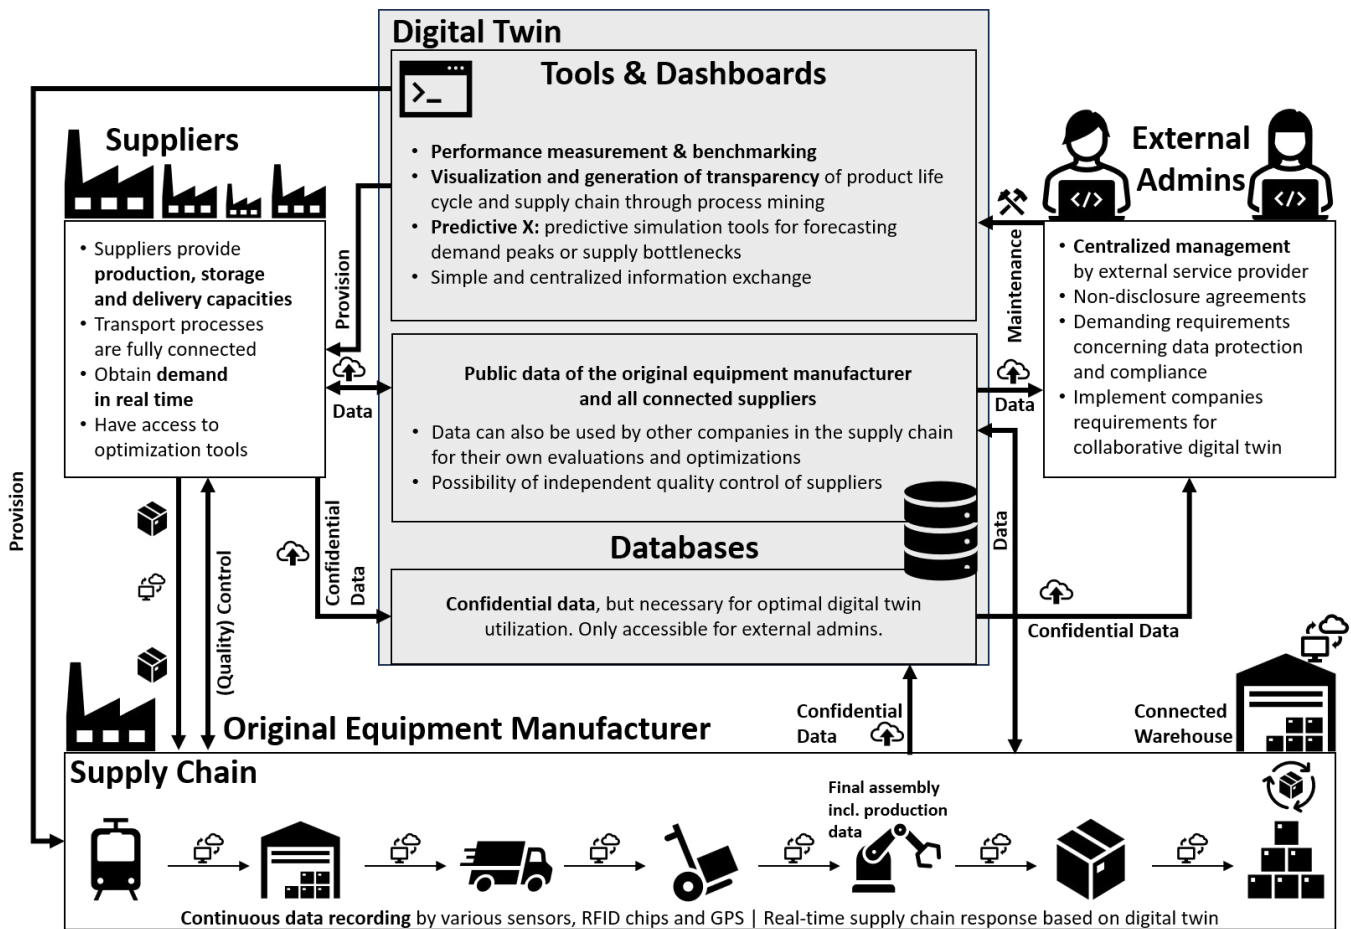 Digital Twin
Tools & Dashboards
>_
• Performance measurement & benchmarking
• Visualization and generation of transparency of product life
cycle and supply chain through process mining
• Predictive X: predictive simulation tools for forecasting
demand peaks or supply bottlenecks
• Simple and centralized information exchange
Suppliers
• Suppliers provide
production, storage
and delivery capacities
• Transport processes
are fully connected
• Obtain demand
in real time
• Have access to
optimization tools
Provision
Provision
Data
External
Admins
</>
</>
• Centralized management
by external service provider
• Non-disclosure agreements
• Demanding requirements
concerning data protection
and compliance
• Implement companies
requirements for
collaborative digital twin
Maintenance
Data
Public data of the original equipment manufacturer
and all connected suppliers
• Data can also be used by other companies in the supply chain
for their own evaluations and optimizations
• Possibility of independent quality control of suppliers
Databases
Confidential data, but necessary for optimal digital twin
utilization. Only accessible for external admins.
Confidential
Data
(Quality) Control
Data
Confidential Data
Confidential
Data
Connected
Warehouse
Original Equipment Manufacturer
Supply Chain
Final assembly
incl. production
data
Continuous data recording by various sensors, RFID chips and GPS | Real-time supply chain response based on digital twin